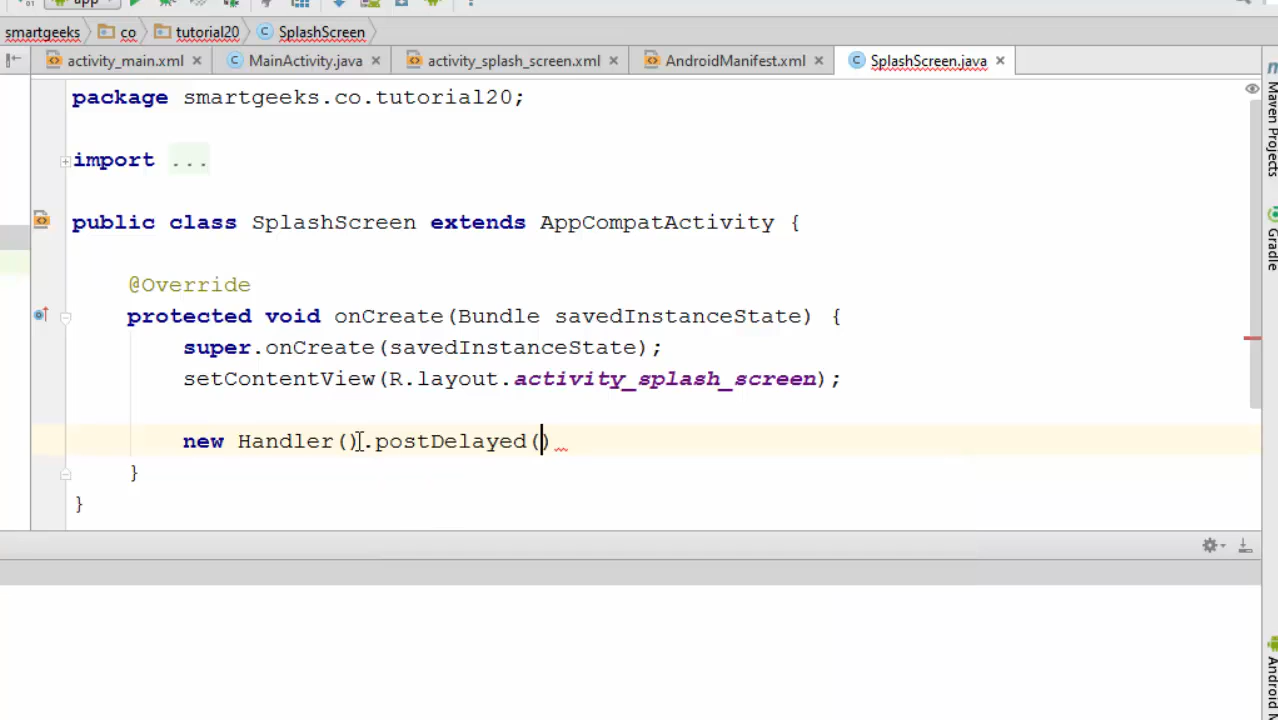 app
smartgeeks co tutorial20 SplashScreen
activity_main.xml MainActivity.java activity_splash_screen.xml AndroidManifest.xml SplashScreen.java
package smartgeeks.co.tutorial20;
import ...
public class SplashScreen extends AppCompatActivity {
@Override
protected void onCreate(Bundle savedInstanceState) {
super.onCreate(savedInstanceState);
setContentView(R.layout.activity_splash_screen);
new Handler().postDelayed()
}
}
Maven Projects
Gradle